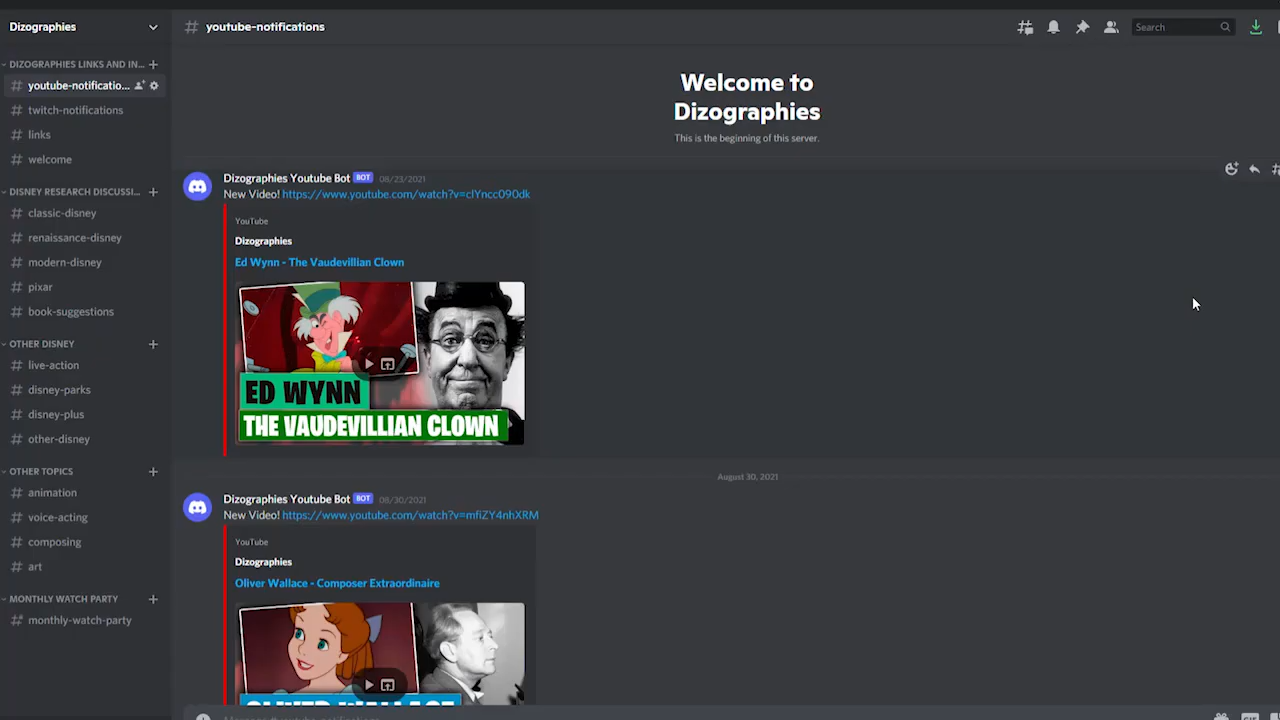 Dizographies
youtube-notifications
Search
DIZOGRAPHIES LINKS AND IN...
youtube-notificatio...
twitch-notifications
links
welcome
DISNEY RESEARCH DISCUSSI...
classic-disney
renaissance-disney
modern-disney
pixar
book-suggestions
OTHER DISNEY
live-action
disney-parks
disney-plus
other-disney
OTHER TOPICS
animation
voice-acting
composing
art
MONTHLY WATCH PARTY
monthly-watch-party
Welcome to
Dizographies
This is the beginning of this server.
Dizographies Youtube Bot BOT 08/23/2021
New Video! https://www.youtube.com/watch?v=clYncc090dk
YouTube
Dizographies
Ed Wynn - The Vaudevillian Clown
ED WYNN
THE VAUDEVILLIAN CLOWN
August 30, 2021
Dizographies Youtube Bot BOT 08/30/2021
New Video! https://www.youtube.com/watch?v=mfiZY4nhXRM
YouTube
Dizographies
Oliver Wallace - Composer Extraordinaire
OLIVER WALLACE